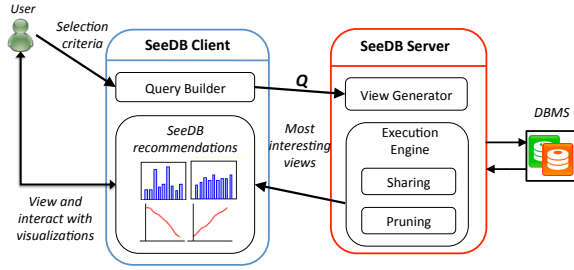 User
Selection
criteria
SeeDB Client
SeeDB Server
Query Builder
Q
View Generator
DBMS
SeeDB
recommendations
Most
interesting
views
Execution
Engine
Sharing
Pruning
View and
interact with
visualizations